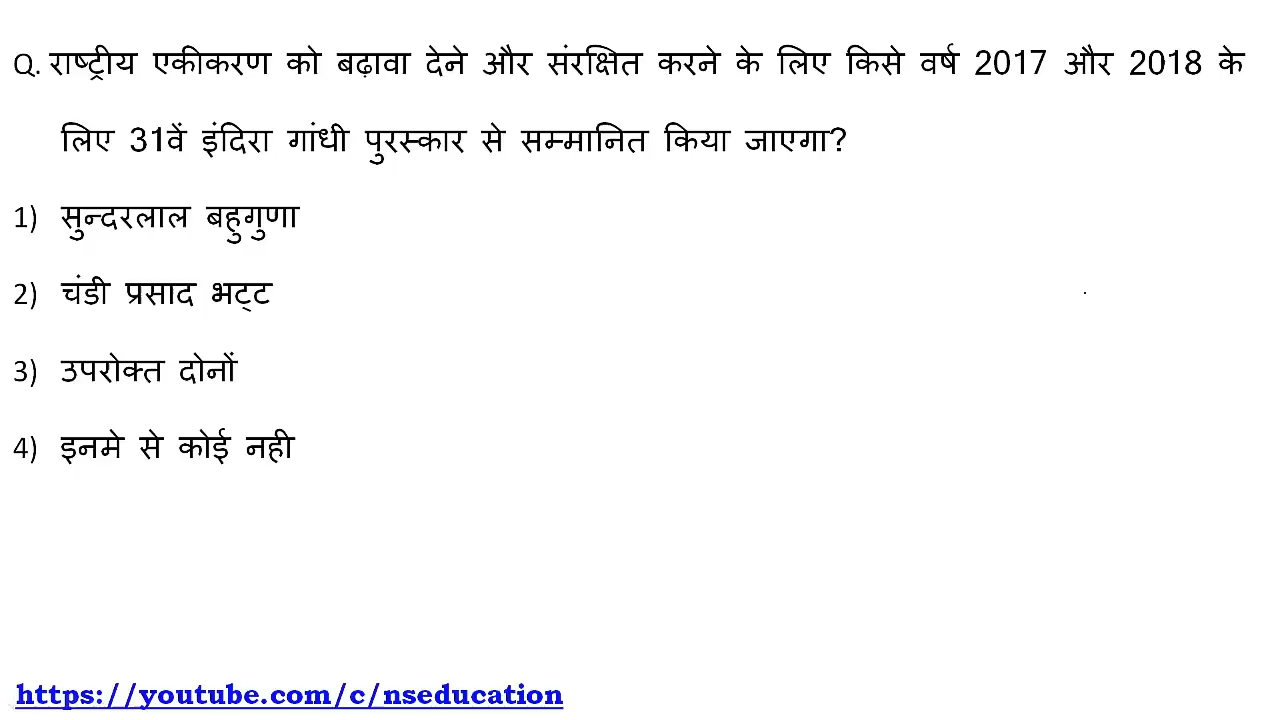 Q. राष्ट्रीय एकीकरण को बढ़ावा देने और संरक्षित करने के लिए किसे वर्ष 2017 और 2018 के
लिए 31वें इंदिरा गांधी पुरस्कार से सम्मानित किया जाएगा?
1) सुन्दरलाल बहुगुणा
2) चंडी प्रसाद भट्ट
3) उपरोक्त दोनों
4) इनमे से कोई नही
https://youtube.com/c/nseducation